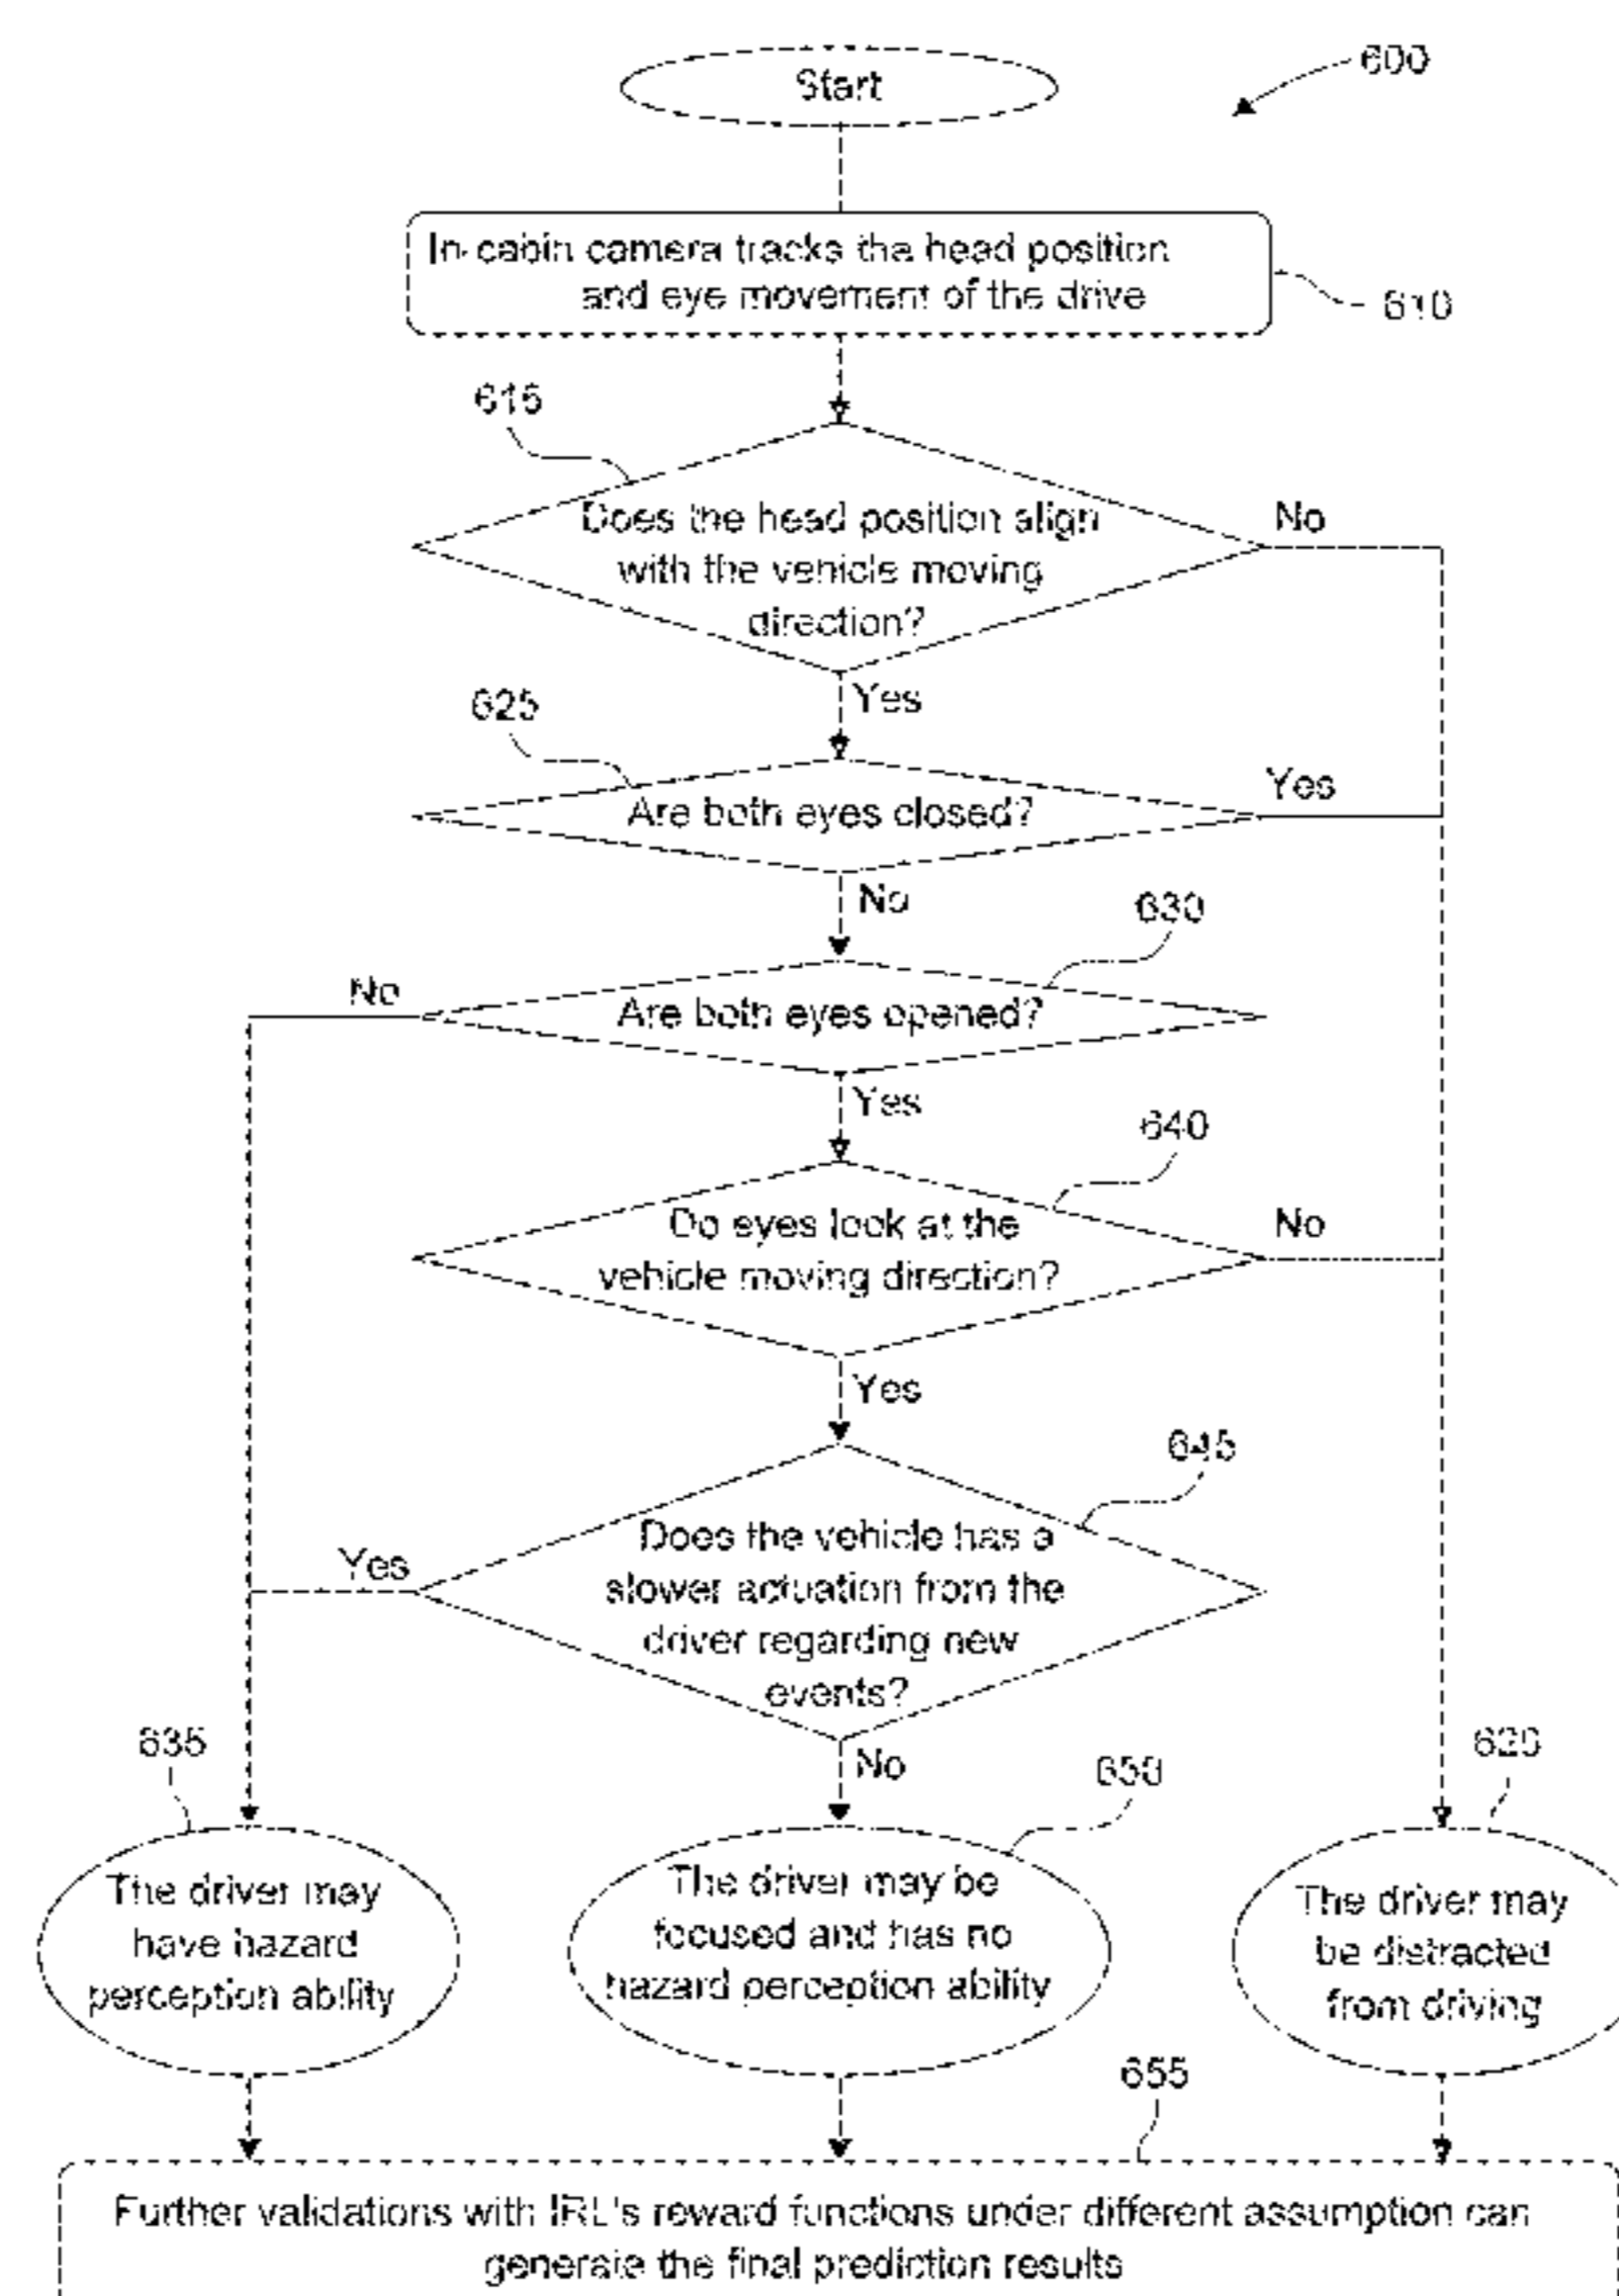 Start
600
In-cabin camera tracks the head position
and eye movement of the drive
610
615
Does the head position align
with the vehicle moving
direction?
No
Yes
625
Are both eyes closed?
Yes
No
630
Are both eyes opened?
No
Yes
640
Do eyes look at the
vehicle moving direction?
No
Yes
645
Does the vehicle has a
slower actuation from the
driver regarding new
events?
Yes
No
635
The driver may
have hazard
perception ability
650
The driver may be
focused and has no
hazard perception ability
620
The driver may
be distracted
from driving
655
Further validations with IRL's reward functions under different assumption can
generate the final prediction results